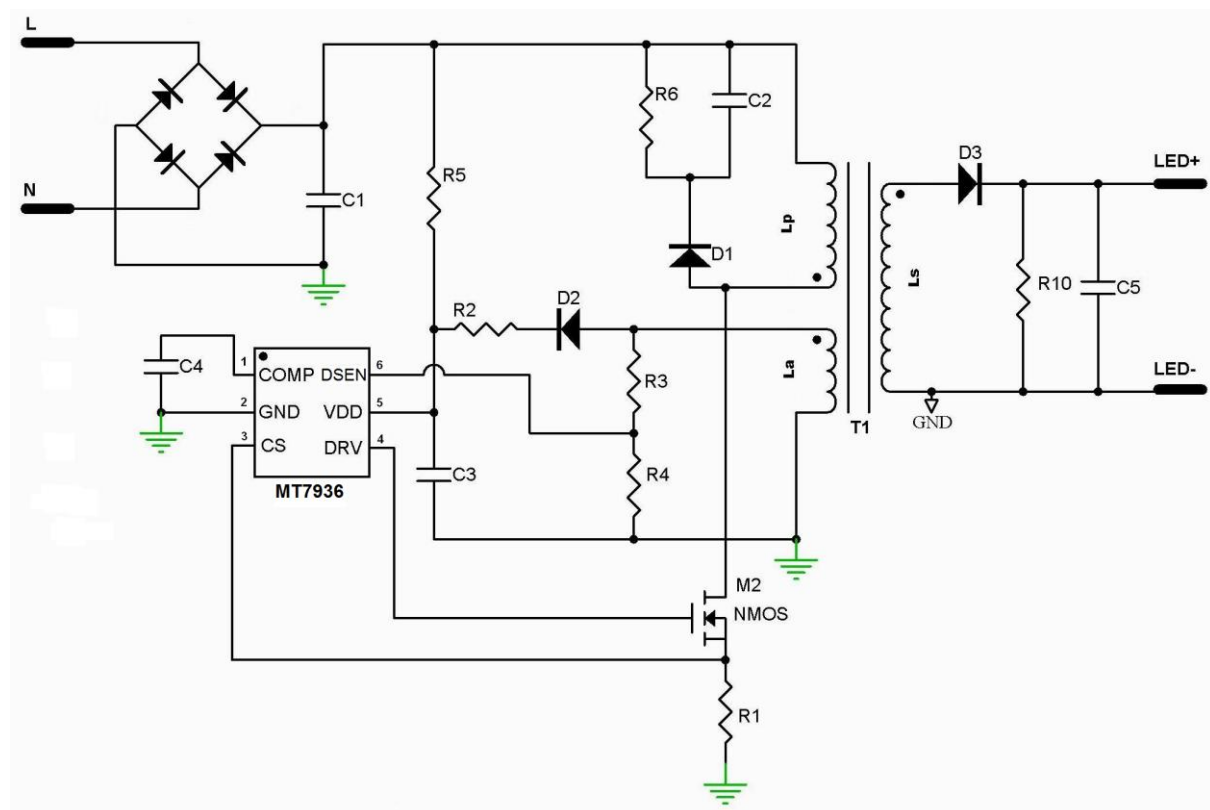 L
R6
C2
D3
LED+
R5
N
C1
Lp
D1
Ls
R10
C5
R2
D2
C4
1
COMP
DSEN
6
R3
La
LED-
2
GND
VDD
5
T1
GND
3
CS
DRV
4
C3
R4
MT7936
M2
NMOS
R1